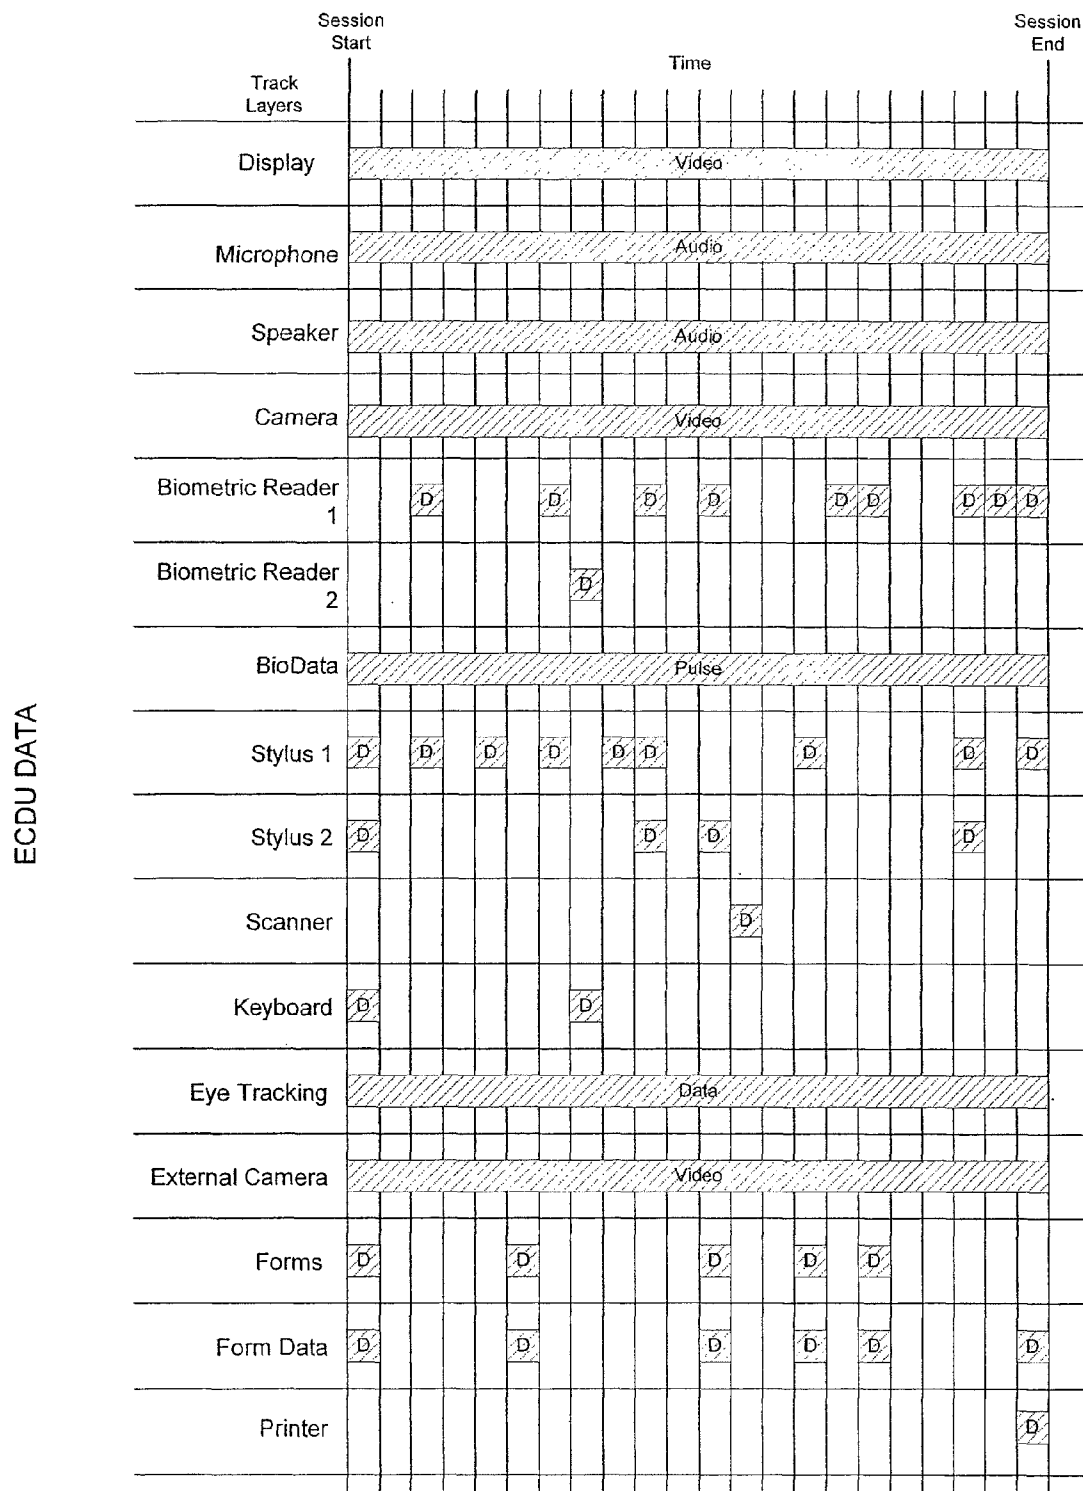 Session
Start
Session
End
Time
Track
Layers
Display
Video
Microphone
Audio
Speaker
Audio
Camera
Video
Biometric Reader
1
D D D D D D D D D
Biometric Reader
2
D
BioData
Pulse
ECDU DATA
Stylus 1
D D D D D D D D D
Stylus 2
D D D D
Scanner
D
Keyboard
D D
Eye Tracking
Data
External Camera
Video
Forms
D D D D D
Form Data
D D D D D D
Printer
D